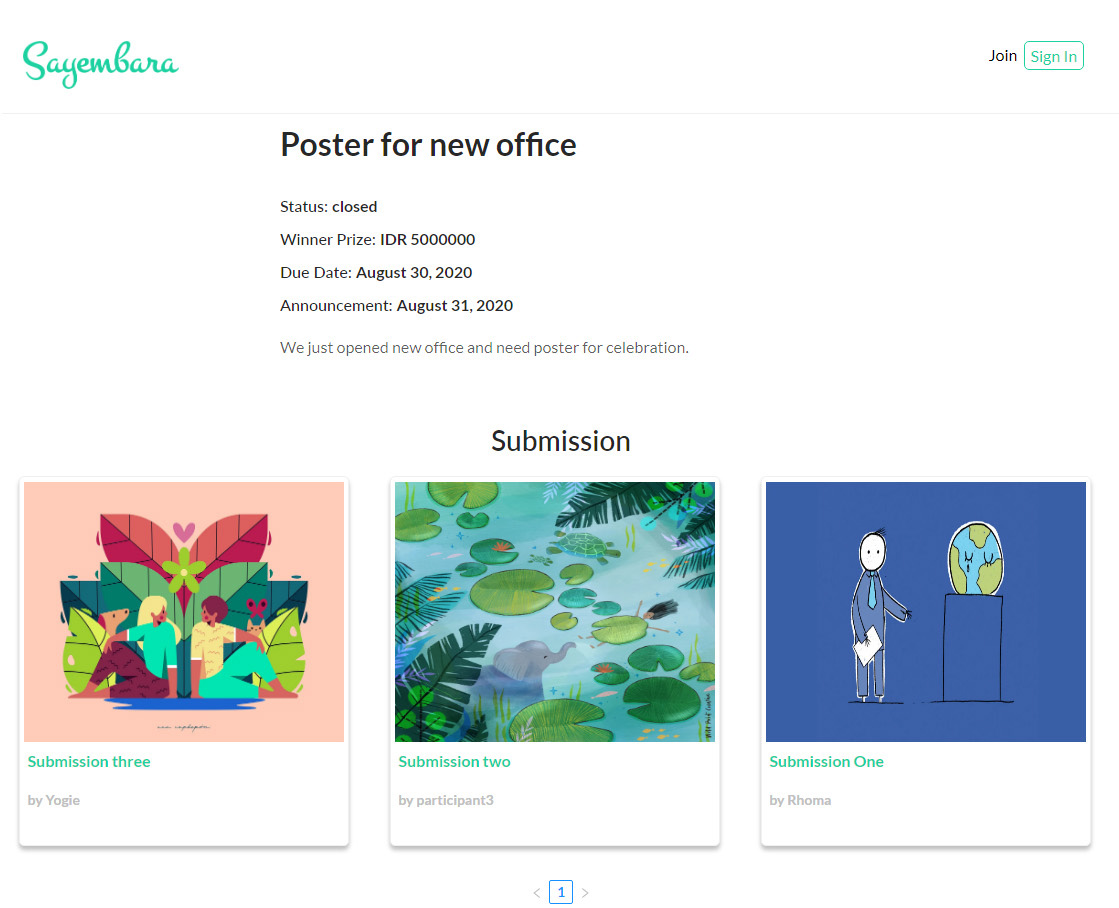 Sayembara
Join Sign In
Poster for new office
Status: closed
Winner Prize: IDR 5000000
Due Date: August 30, 2020
Announcement: August 31, 2020
We just opened new office and need poster for celebration.
Submission
Submission three
by Yogie
Submission two
by participant3
Submission One
by Rhoma
< 1 >